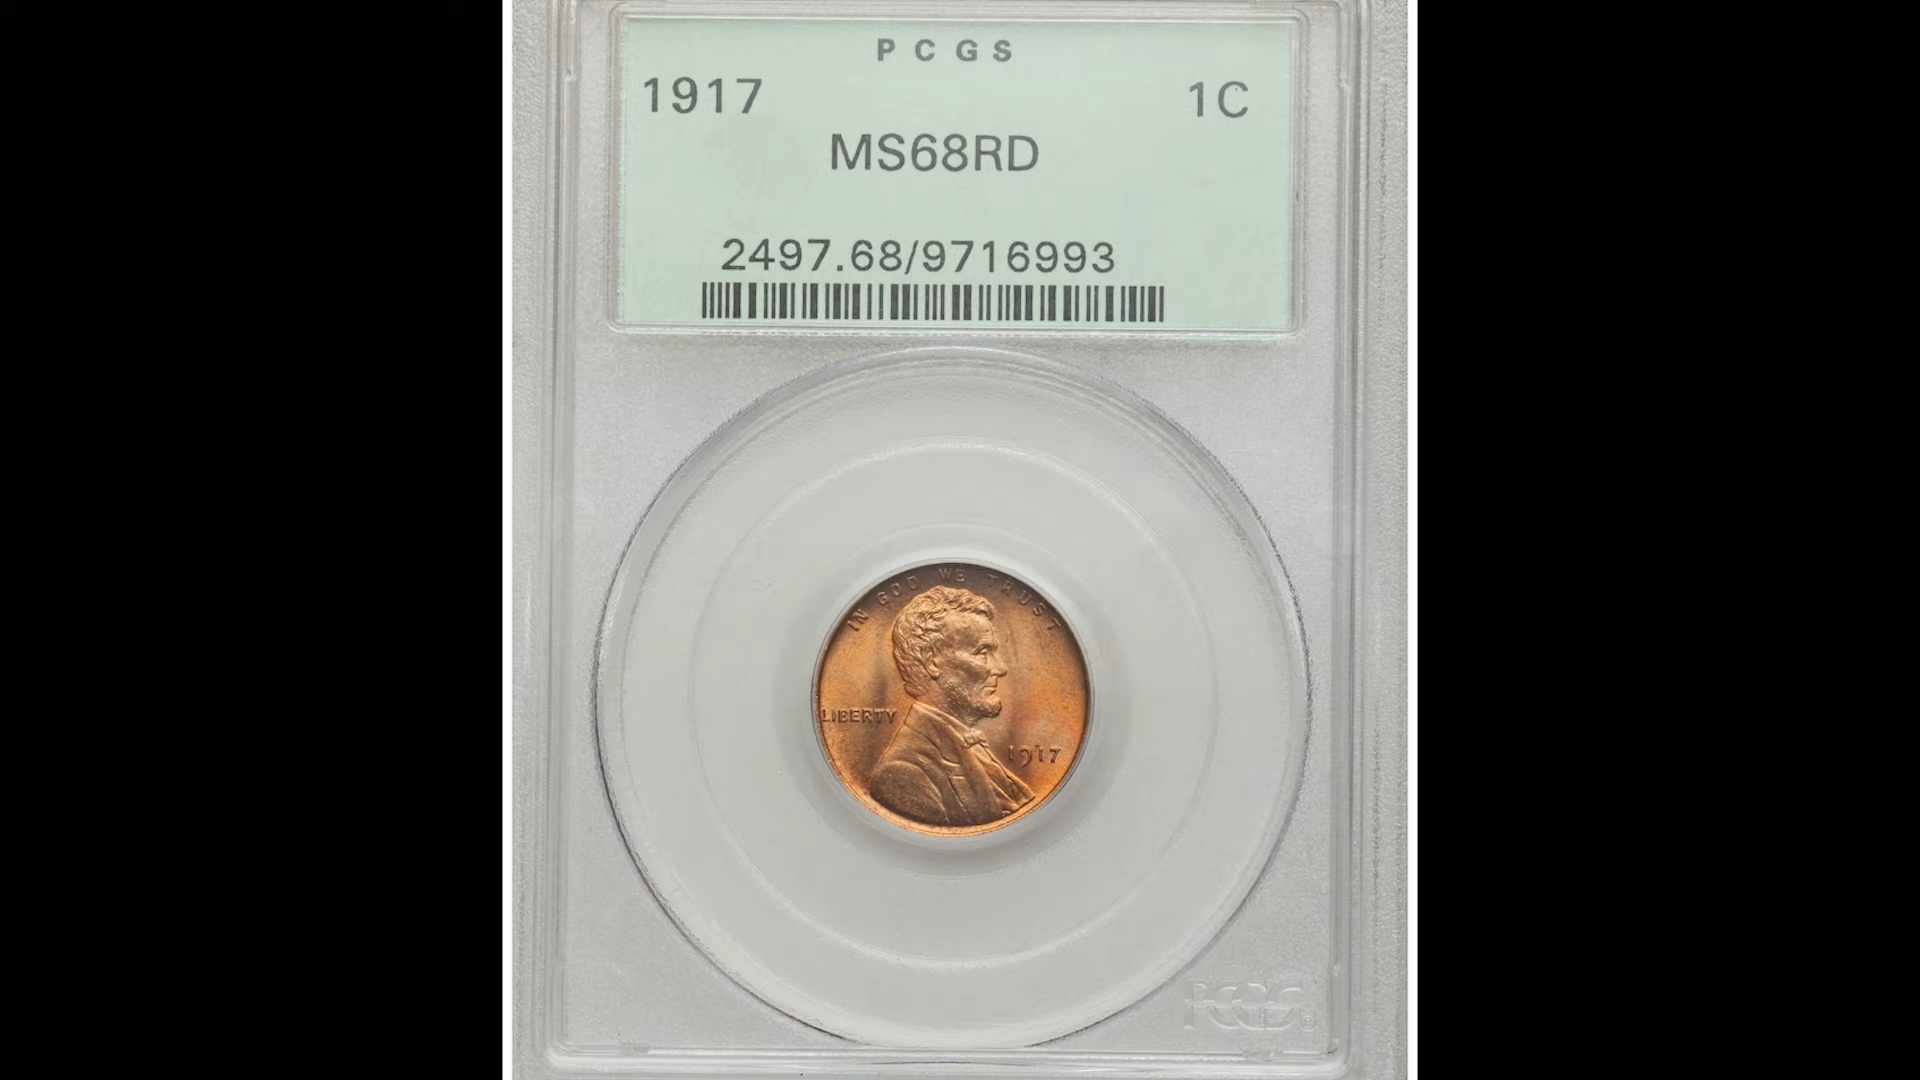 PCGS
1917 1C
MS68RD
2497.68/9716993
IN GOD WE TRUST
LIBERTY
1917
PCGS